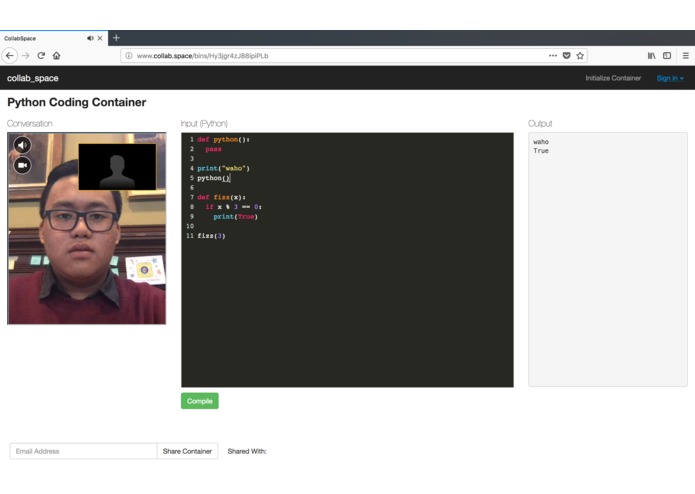 CollabSpace
www.collab.space/bins/Hy3jgr4zJ88iplPLb
collab_space
Initialize Container
Sign in
Python Coding Container
Conversation
Input (Python)
Output
1 def python():
2 pass
3
4 print("waho")
5 python()
6
7 def fizz(x):
8 if x % 3 == 0:
9 print(True)
10
11 fizz(3)
waho
True
Compile
Email Address
Share Container
Shared With: